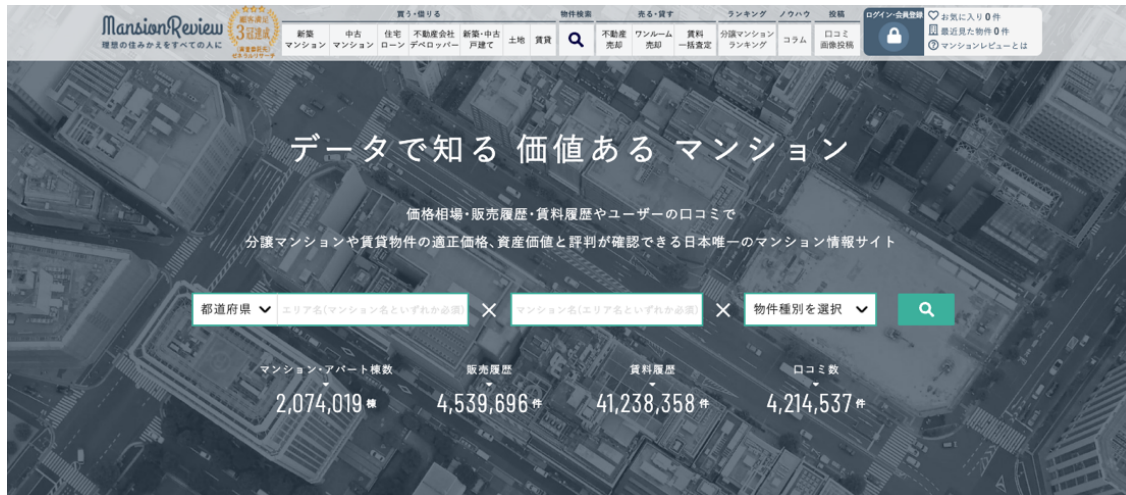 MansionReview
理想の住みかえをすべての人に
顧客満足
3冠達成
ゼネラルリサーチ
買う・借りる
新築
マンション
中古
マンション
住宅
ローン
不動産会社
デベロッパー
新築・中古
戸建て
土地
賃貸
物件検索
売る・貸す
不動産
売却
ワンルーム
売却
賃料
一括査定
ランキング
分譲マンション
ランキング
ノウハウ
コラム
投稿
口コミ
画像投稿
ログイン・会員登録
お気に入り0件
最近見た物件0件
マンションレビューとは
データで知る 価値ある マンション
価格相場・販売履歴・賃料履歴やユーザーの口コミで
分譲マンションや賃貸物件の適正価格、資産価値と評判が確認できる日本唯一のマンション情報サイト
都道府県 エリア名(マンション名といずれか必須) × マンション名(エリア名といずれか必須) × 物件種別を選択
マンション・アパート棟数
2,074,019 棟
販売履歴
4,539,696 件
賃料履歴
41,238,358 件
口コミ数
4,214,537 件